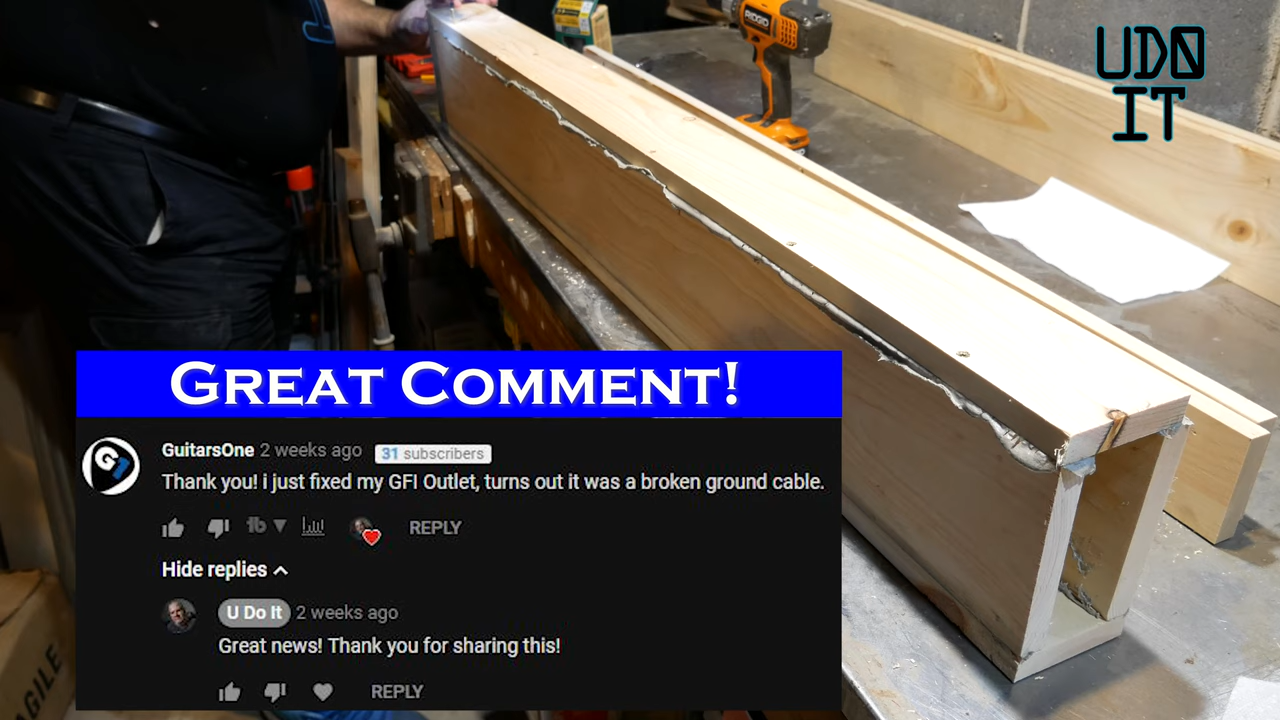 RIDGID
UDO
IT
GREAT COMMENT!
G1
GuitarsOne 2 weeks ago 31 subscribers
Thank you! i just fixed my GFI Outlet, turns out it was a broken ground cable.
REPLY
Hide replies
U Do It 2 weeks ago
Great news! Thank you for sharing this!
REPLY
AGILE